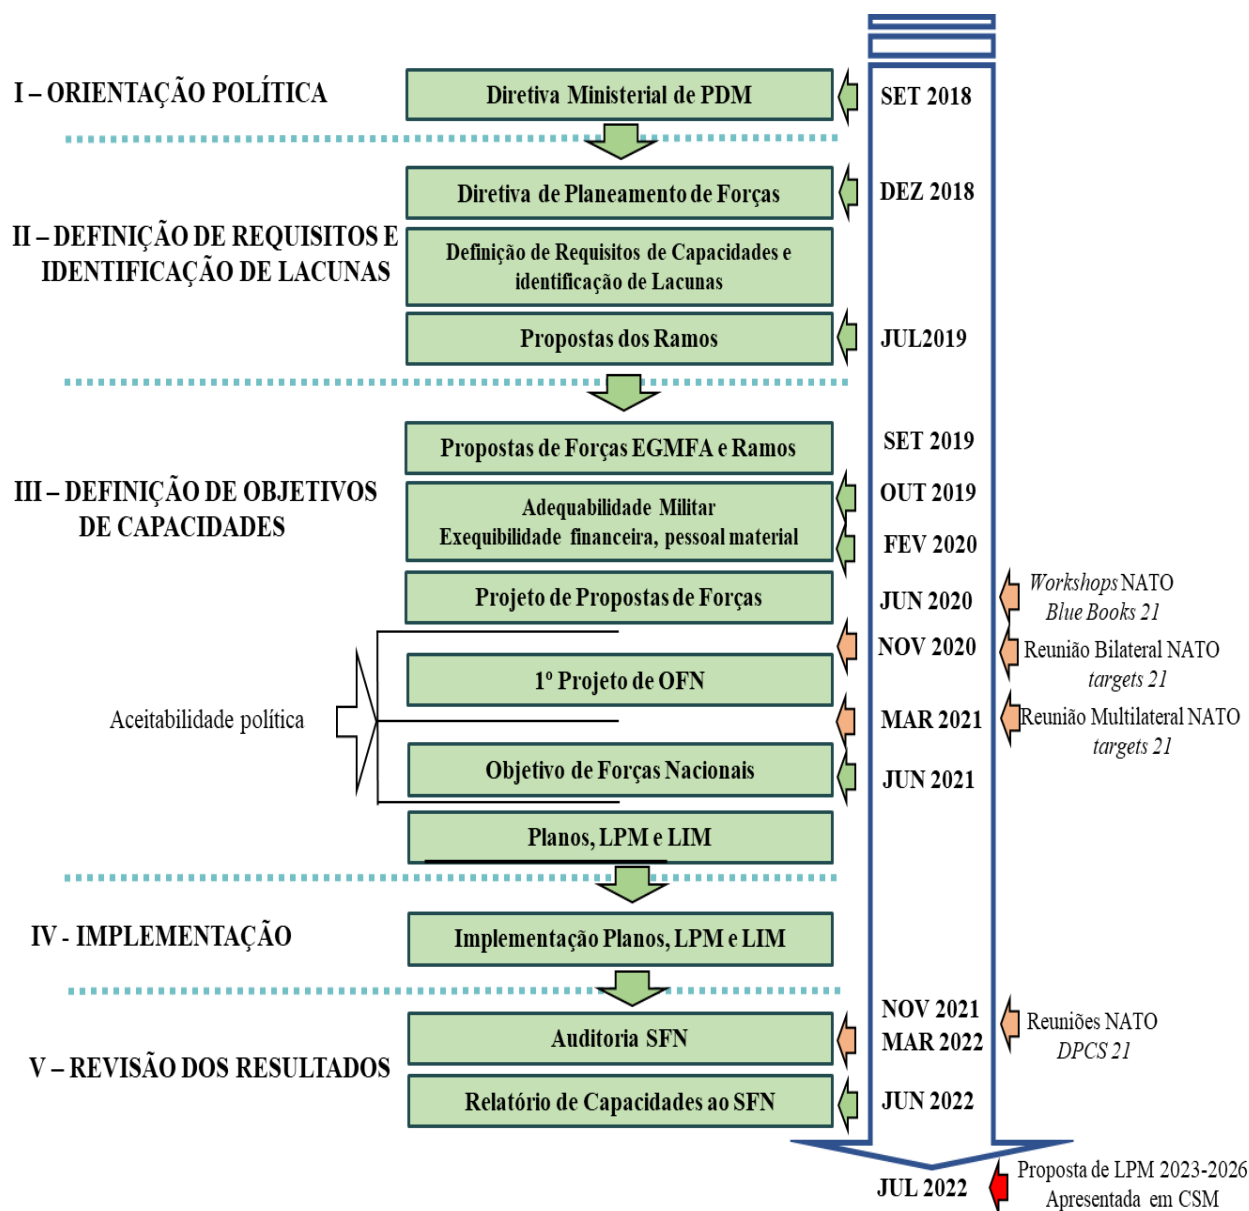 I – ORIENTAÇÃO POLÍTICA
Diretiva Ministerial de PDM
SET 2018
Diretiva de Planeamento de Forças
DEZ 2018
II – DEFINIÇÃO DE REQUISITOS E
IDENTIFICAÇÃO DE LACUNAS
Definição de Requisitos de Capacidades e
identificação de Lacunas
Propostas dos Ramos
JUL2019
Propostas de Forças EGMFA e Ramos
SET 2019
III – DEFINIÇÃO DE OBJETIVOS
DE CAPACIDADES
Adequabilidade Militar
Exequibilidade financeira, pessoal material
OUT 2019
FEV 2020
Projeto de Propostas de Forças
JUN 2020
Workshops NATO
Blue Books 21
NOV 2020
Reunião Bilateral NATO
targets 21
1º Projeto de OFN
Aceitabilidade política
MAR 2021
Reunião Multilateral NATO
targets 21
Objetivo de Forças Nacionais
JUN 2021
Planos, LPM e LIM
IV - IMPLEMENTAÇÃO
Implementação Planos, LPM e LIM
V – REVISÃO DOS RESULTADOS
Auditoria SFN
NOV 2021
MAR 2022
Reuniões NATO
DPCS 21
Relatório de Capacidades ao SFN
JUN 2022
JUL 2022
Proposta de LPM 2023-2026
Apresentada em CSM